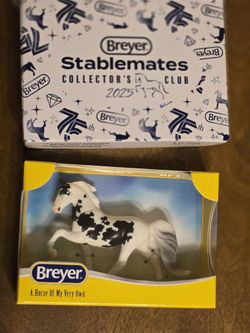 Breyer
Stablemates
COLLECTOR'S CLUB
2025
Breyer
A Horse Of My Very Own